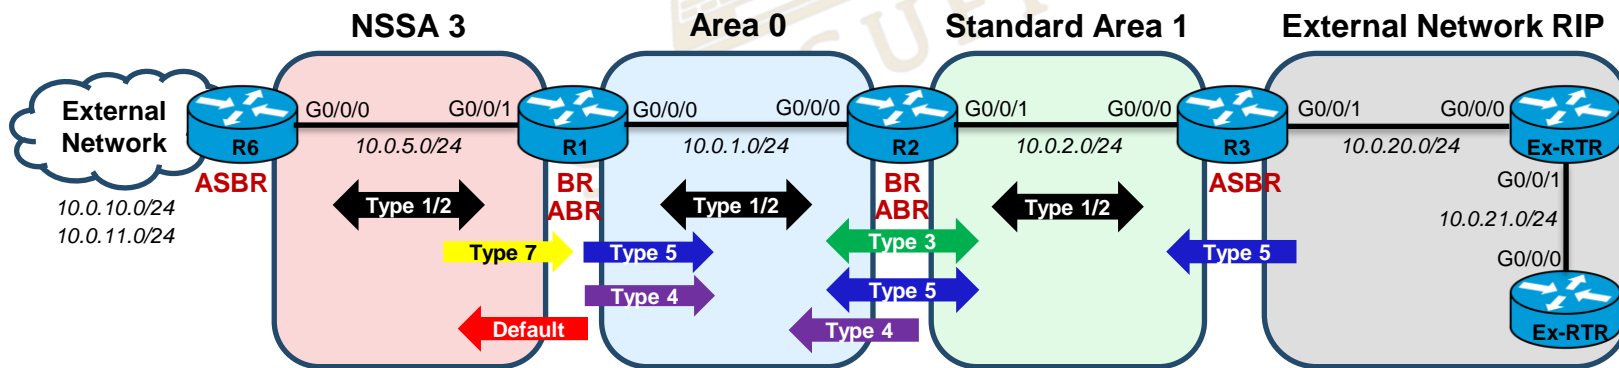 NSSA 3
Area 0
Standard Area 1
External Network RIP
External
Network
G0/0/0
G0/0/1
G0/0/0
G0/0/0
G0/0/1
G0/0/0
G0/0/1
G0/0/0
R6
10.0.5.0/24
R1
10.0.1.0/24
R2
10.0.2.0/24
R3
10.0.20.0/24
Ex-RTR
ASBR
BR
ABR
BR
ABR
ASBR
G0/0/1
10.0.10.0/24
10.0.11.0/24
Type 1/2
Type 1/2
Type 1/2
10.0.21.0/24
Type 7
Type 5
Type 3
Type 5
G0/0/0
Type 4
Type 5
Default
Type 4
Ex-RTR